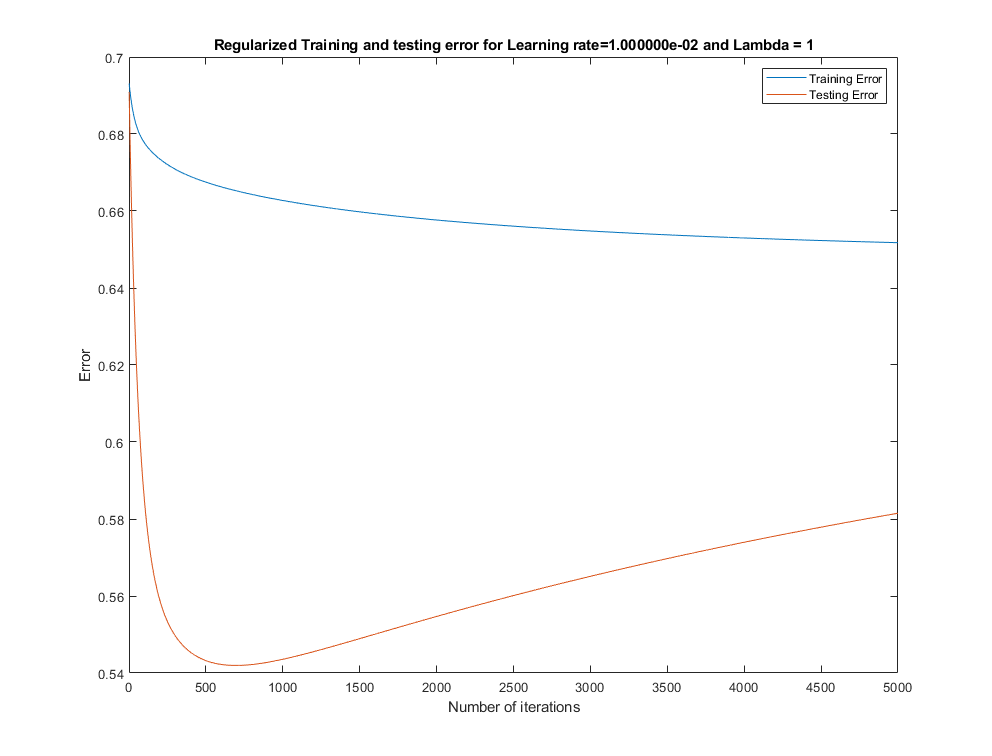 Regularized Training and testing error for Learning rate=1.000000e-02 and Lambda = 1
0.7
Training Error
Testing Error
0.68
0.66
0.64
0.62
Error
0.6
0.58
0.56
0.54
0 500 1000 1500 2000 2500 3000 3500 4000 4500 5000
Number of iterations